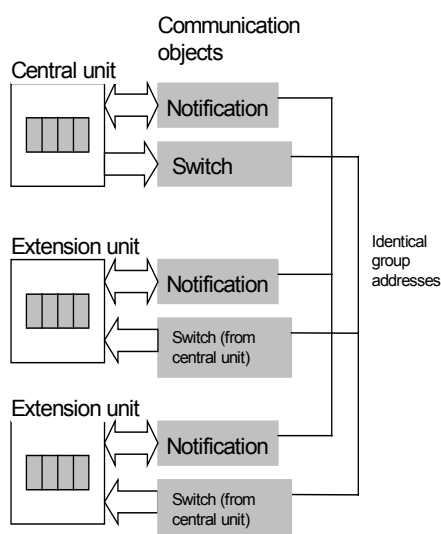 Communication
objects
Central unit
Notification
Switch
Identical
group
addresses
Extension unit
Notification
Switch (from
central unit)
Extension unit
Notification
Switch (from
central unit)